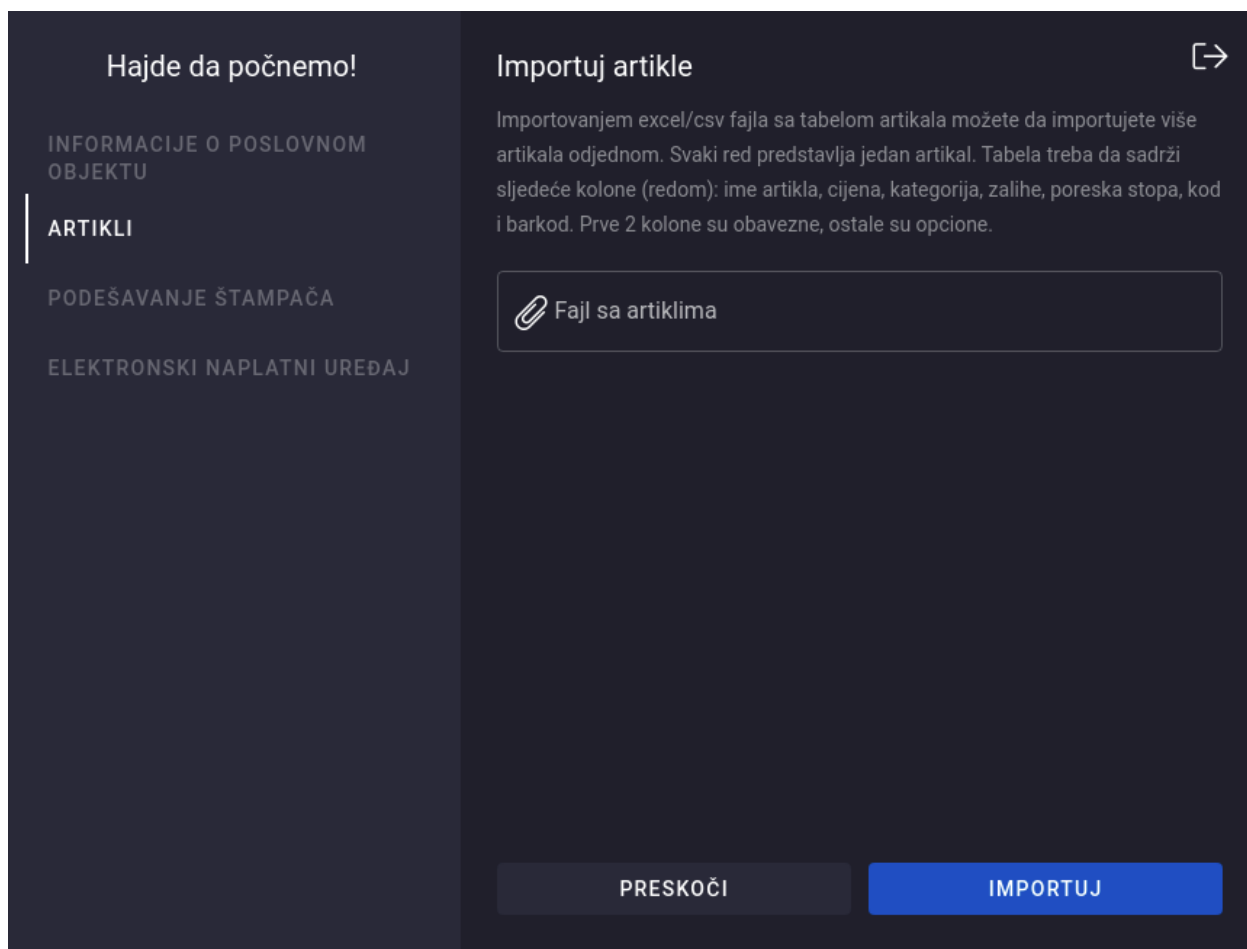 Hajde da počnemo!
INFORMACIJE O POSLOVNOM
OBJEKTU
ARTIKLI
PODEŠAVANJE ŠTAMPAČA
ELEKTRONSKI NAPLATNI UREĐAJ
Importuj artikle
Importovanjem excel/csv fajla sa tabelom artikala možete da importujete više
artikala odjednom. Svaki red predstavlja jedan artikal. Tabela treba da sadrži
sljedeće kolone (redom): ime artikla, cijena, kategorija, zalihe, poreska stopa, kod
i barkod. Prve 2 kolone su obavezne, ostale su opcione.
Fajl sa artiklima
PRESKOČI
IMPORTUJ